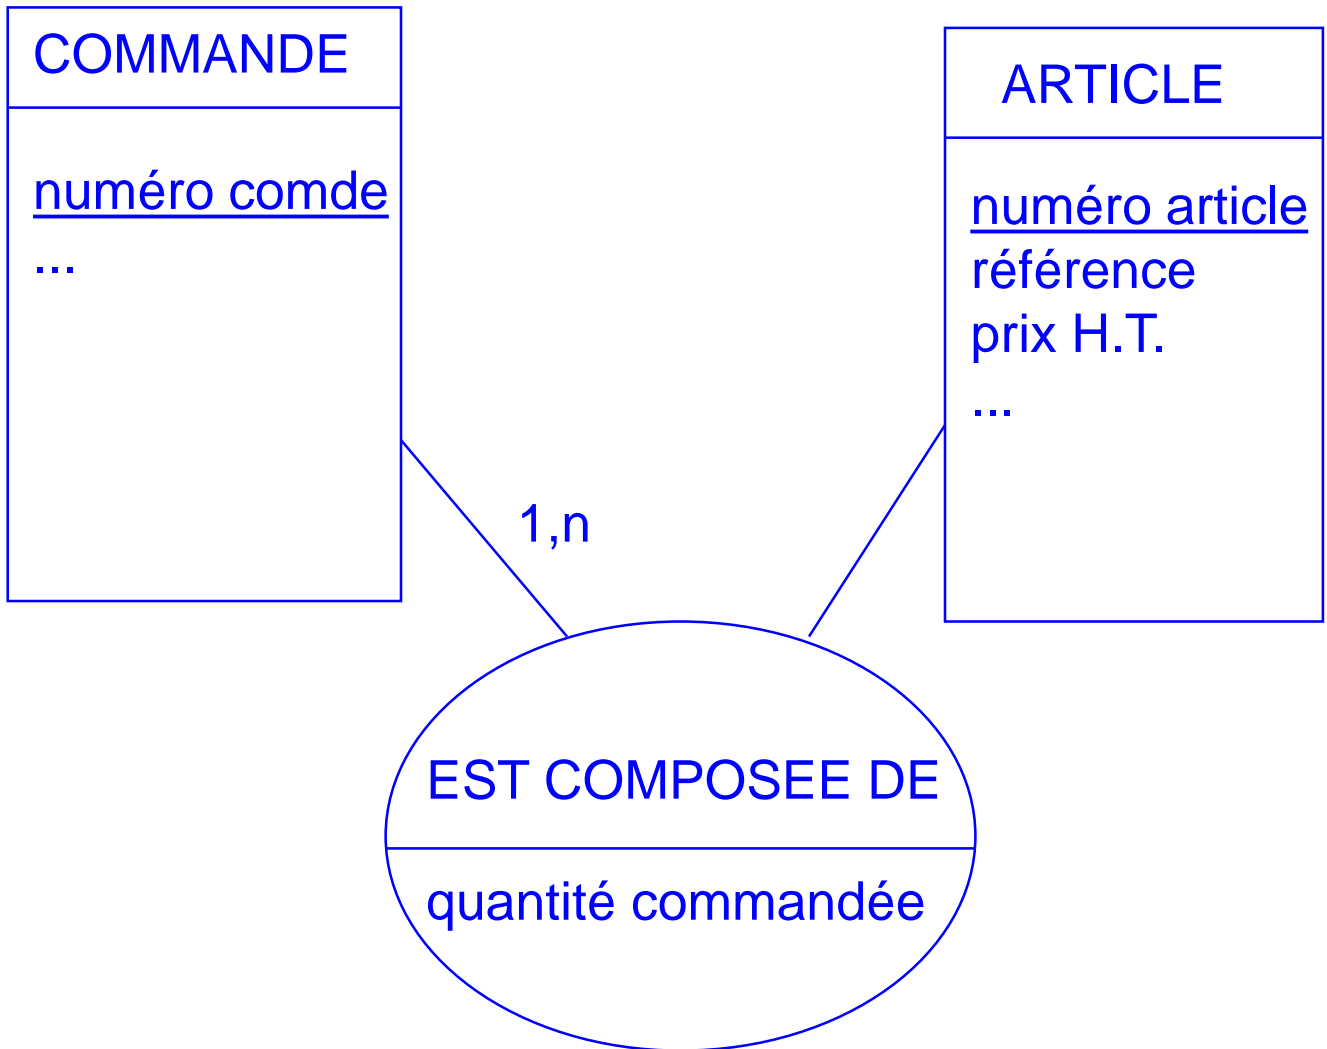 COMMANDE
numéro comde
...
ARTICLE
numéro article
référence
prix H.T.
...
1,n
EST COMPOSEE DE
quantité commandée